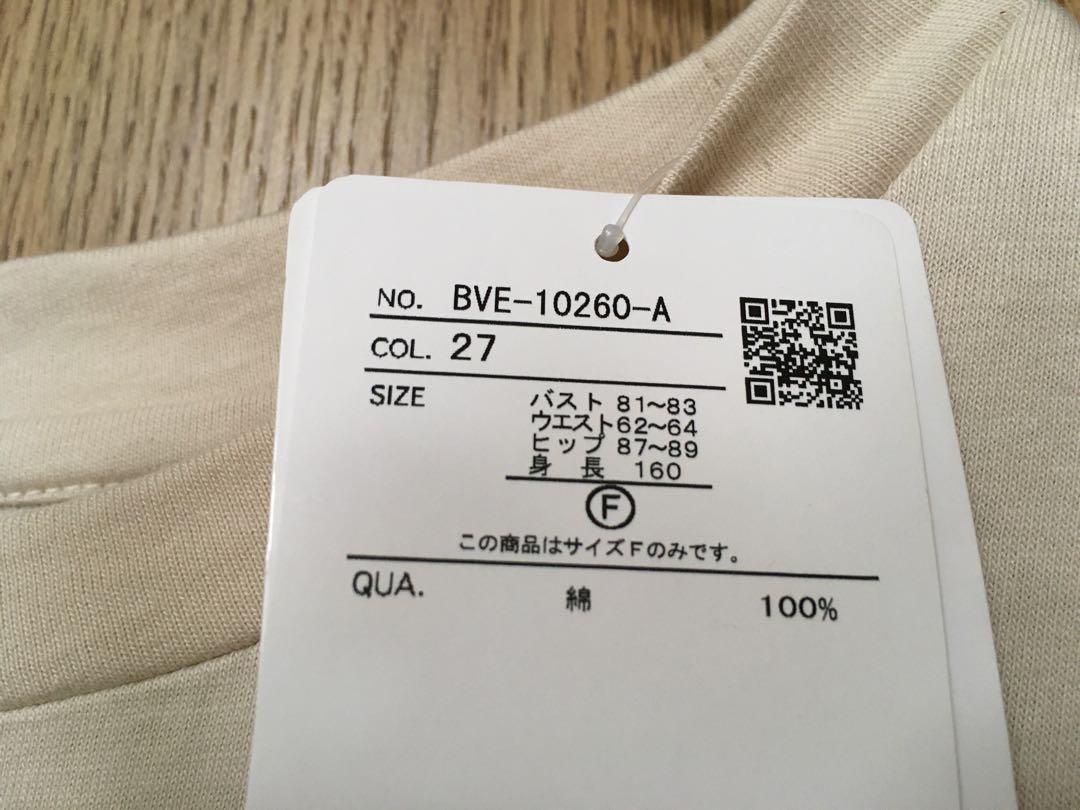 NO. BVE-10260-A
COL. 27
SIZE
バスト 81~83
ウエスト62~64
ヒップ 87~89
身 長 160
F
この商品はサイズFのみです。
QUA. 綿 100%